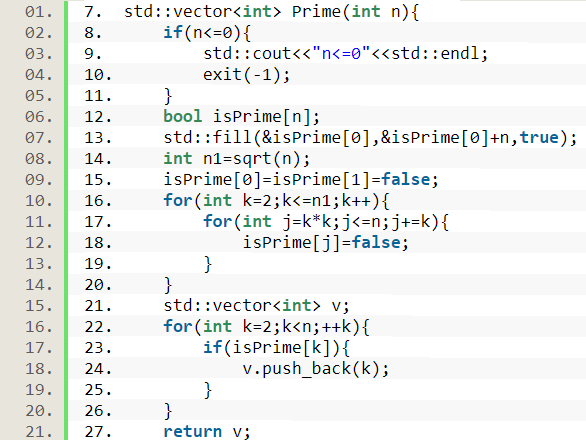 01. 7. std::vector<int> Prime(int n){
02. 8.     if(n<=0){
03. 9.         std::cout<<"n<=0"<<std::endl;
04. 10.         exit(-1);
05. 11.     }
06. 12.     bool isPrime[n];
07. 13.     std::fill(&isPrime[0],&isPrime[0]+n,true);
08. 14.     int n1=sqrt(n);
09. 15.     isPrime[0]=isPrime[1]=false;
10. 16.     for(int k=2;k<=n1;k++){
11. 17.         for(int j=k*k;j<=n;j+=k){
12. 18.             isPrime[j]=false;
13. 19.         }
14. 20.     }
15. 21.     std::vector<int> v;
16. 22.     for(int k=2;k<n;++k){
17. 23.         if(isPrime[k]){
18. 24.             v.push_back(k);
19. 25.         }
20. 26.     }
21. 27.     return v;